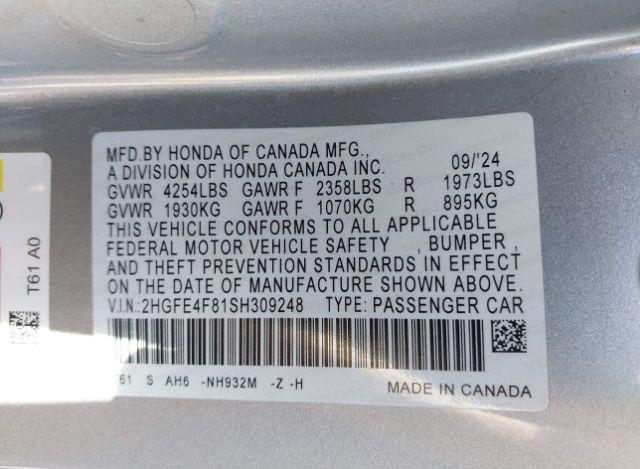 MFD.BY HONDA OF CANADA MFG.,
A DIVISION OF HONDA CANADA INC. 09/'24
GVWR 4254LBS GAWR F 2358LBS R 1973LBS
GVWR 1930KG GAWR F 1070KG R 895KG
THIS VEHICLE CONFORMS TO ALL APPLICABLE
FEDERAL MOTOR VEHICLE SAFETY , BUMPER ,
AND THEFT PREVENTION STANDARDS IN EFFECT
ON THE DATE OF MANUFACTURE SHOWN ABOVE.
V.I.N.:2HGFE4F81SH309248 TYPE: PASSENGER CAR
T61 S AH6 -NH932M -Z -H
MADE IN CANADA
T61 A0